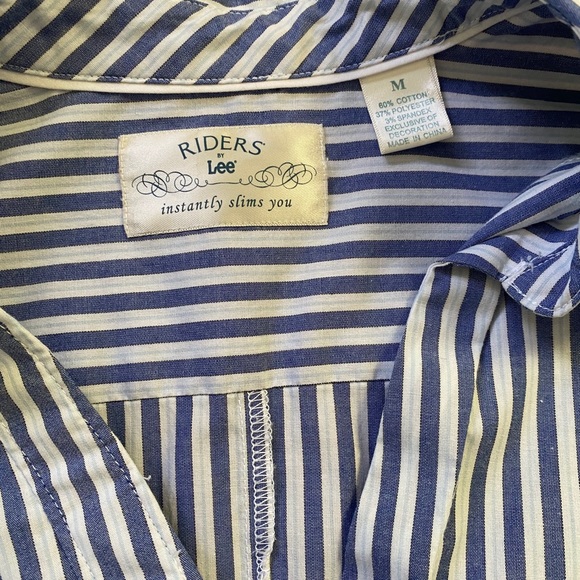 RIDERS
BY
Lee®
instantly slims you
M
60% COTTON
37% POLYESTER
3% SPANDEX
EXCLUSIVE OF
DECORATION
MADE IN CHINA